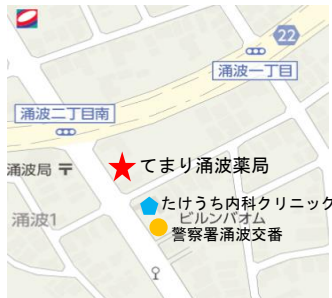 22
涌波一丁目
涌波二丁目南
涌波局
てまり涌波薬局
たけうち内科クリニック
涌波1
ビルンバオム
警察署涌波交番